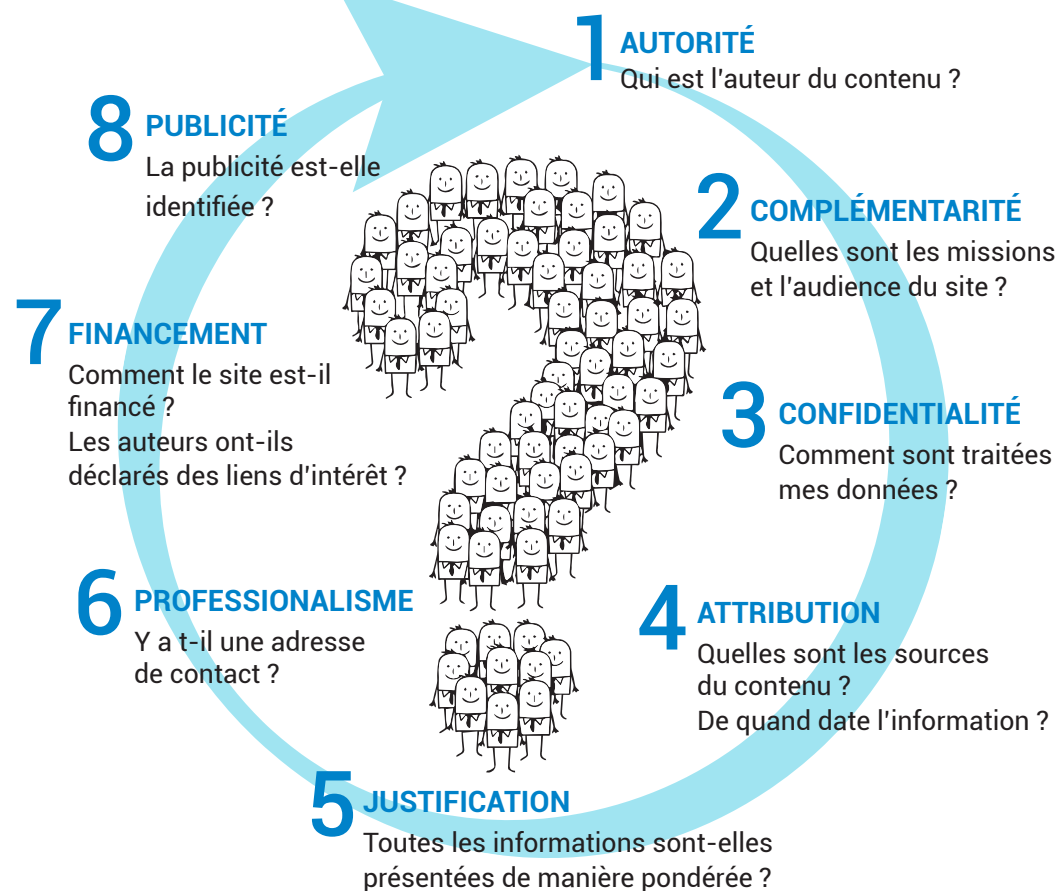 1 AUTORITÉ
Qui est l'auteur du contenu ?
2 COMPLÉMENTARITÉ
Quelles sont les missions
et l'audience du site ?
3 CONFIDENTIALITÉ
Comment sont traitées
mes données ?
4 ATTRIBUTION
Quelles sont les sources
du contenu ?
De quand date l'information ?
5 JUSTIFICATION
Toutes les informations sont-elles
présentées de manière pondérée ?
6 PROFESSIONALISME
Y a t-il une adresse
de contact ?
7 FINANCEMENT
Comment le site est-il
financé ?
Les auteurs ont-ils
déclarés des liens d'intérêt ?
8 PUBLICITÉ
La publicité est-elle
identifiée ?